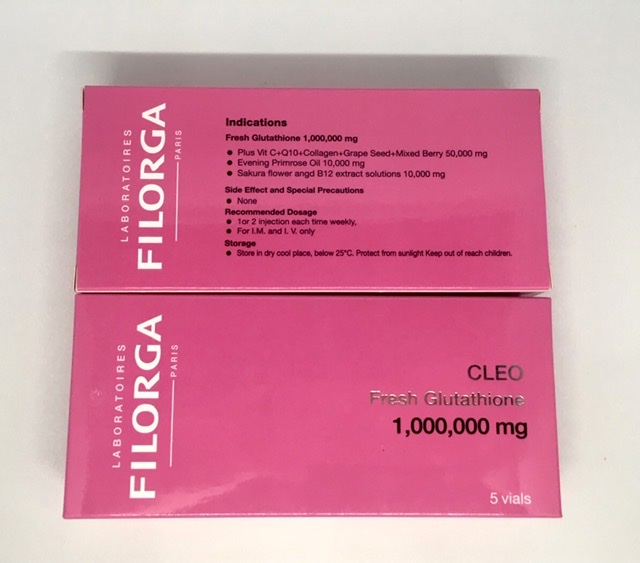 LABORATOIRES
FILORGA
PARIS
Indications
Fresh Glutathione 1,000,000 mg
● Plus Vit C+Q10+Collagen+Grape Seed+Mixed Berry 50,000 mg
● Evening Primrose Oil 10,000 mg
● Sakura flower angd B12 extract solutions 10,000 mg
Side Effect and Special Precautions
● None
Recommended Dosage
● 1or 2 injection each time weekly,
● For I.M. and I. V. only
Storage
● Store in dry cool place, below 25°C. Protect from sunlight Keep out of reach children.
LABORATOIRES
FILORGA
PARIS
CLEO
Fresh Glutathione
1,000,000 mg
5 vials